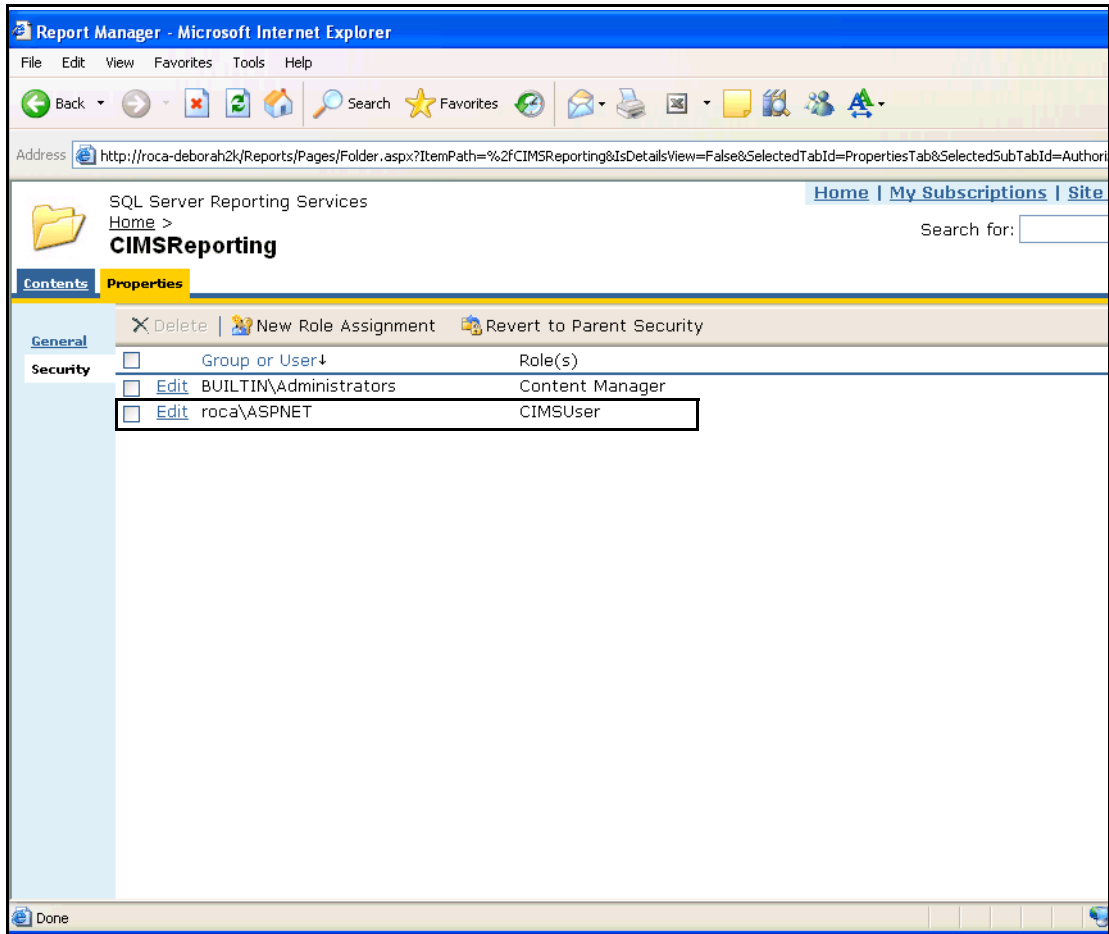 Report Manager - Microsoft Internet Explorer
File Edit View Favorites Tools Help
Back Search Favorites
Address http://roca-deborah2k/Reports/Pages/Folder.aspx?ItemPath=%2fCIMSReporting&IsDetailsView=False&SelectedTabId=PropertiesTab&SelectedSubTabId=Authori
Home | My Subscriptions | Site
SQL Server Reporting Services
Home >
Search for:
CIMSReporting
Contents Properties
Delete | New Role Assignment Revert to Parent Security
General
Security
Group or User↓ Role(s)
Edit BUILTIN\Administrators Content Manager
Edit roca\ASPNET CIMSUser
Done